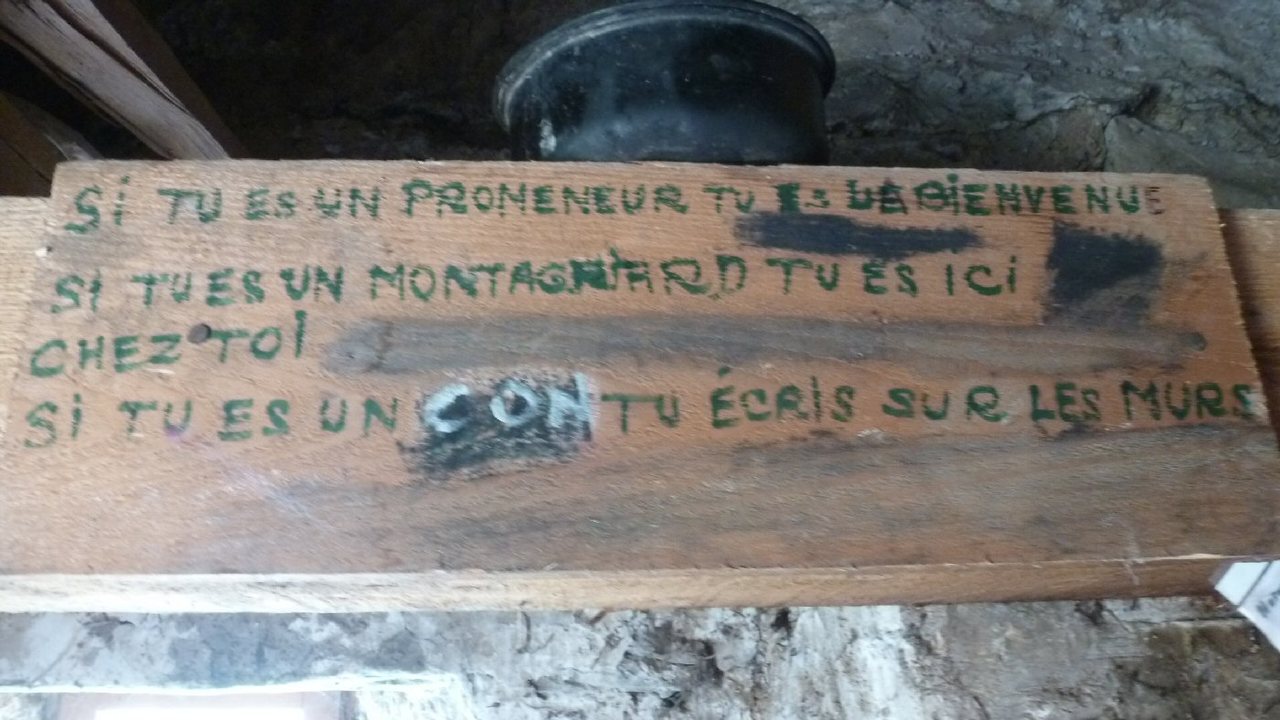 Si TU ES UN PROMENEUR TU ES LE BiENVENUE
Si TU ES UN MONTAGNARD TU ES ICi
CHEZ TOI
Si TU ES UN CON TU ÉCRIS SUR LES MURS